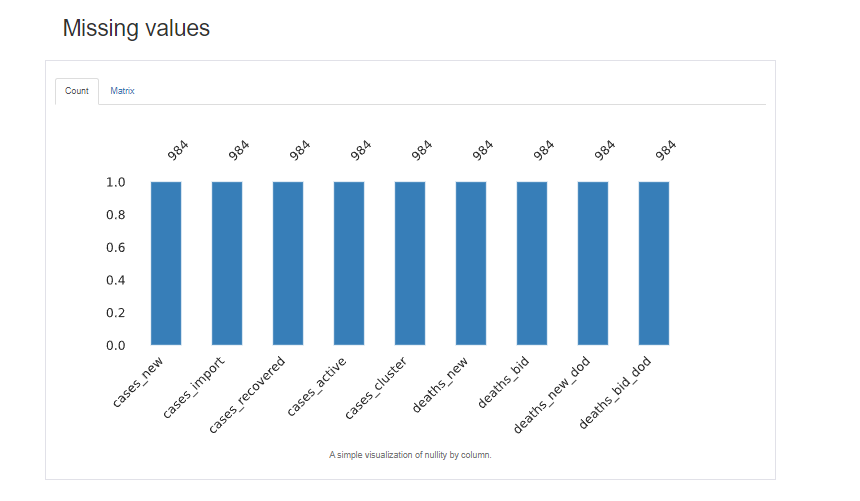 Missing values
Count Matrix
984 984 984 984 984 984 984 984 984
1.0
0.8
0.6
0.4
0.2
0.0
cases_new cases_import cases_recovered cases_active cases_cluster deaths_new deaths_bid deaths_new_dod deaths_bid_dod
A simple visualization of nullity by column.